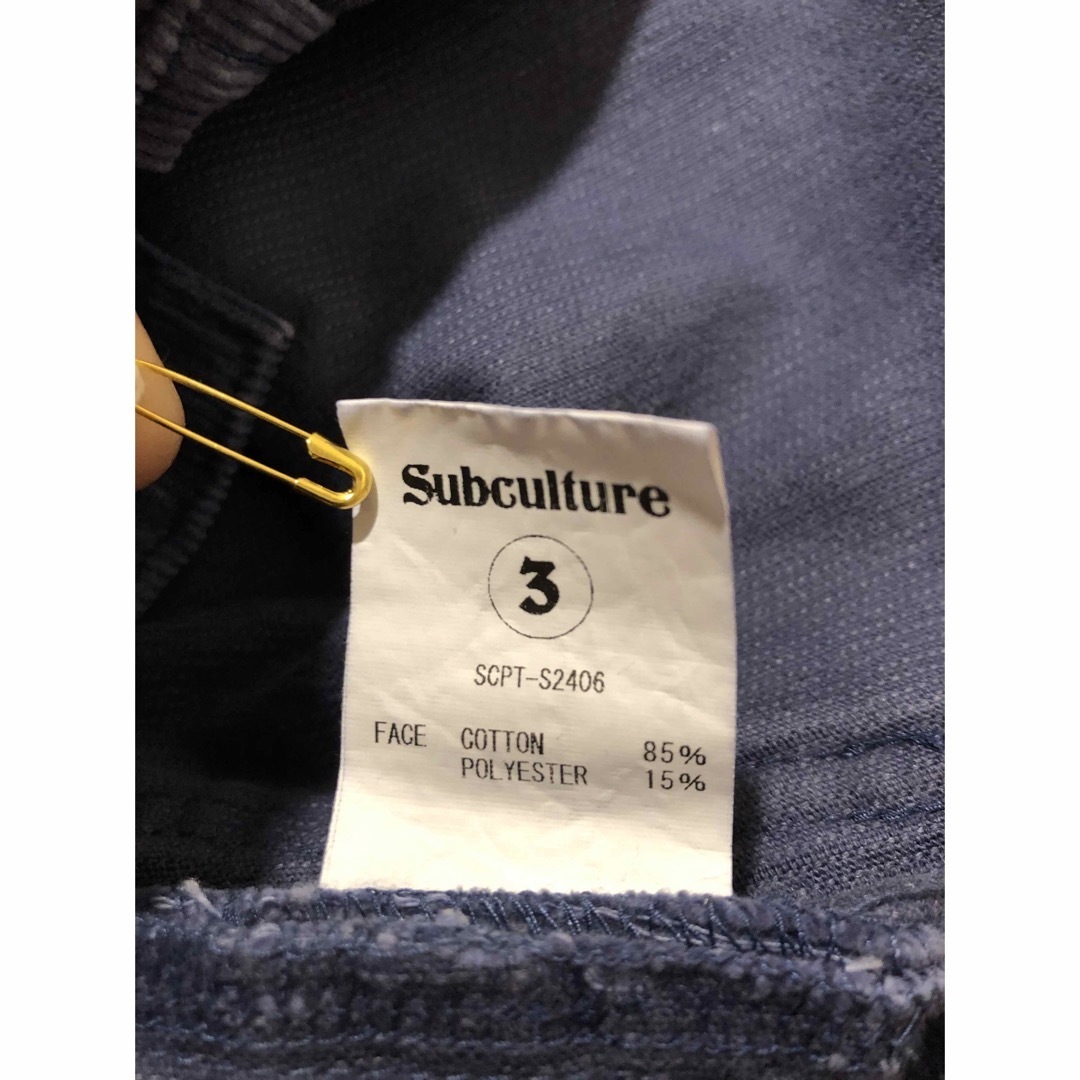 Subculture
3
SCPT-S2406
FACE COTTON 85%
POLYESTER 15%